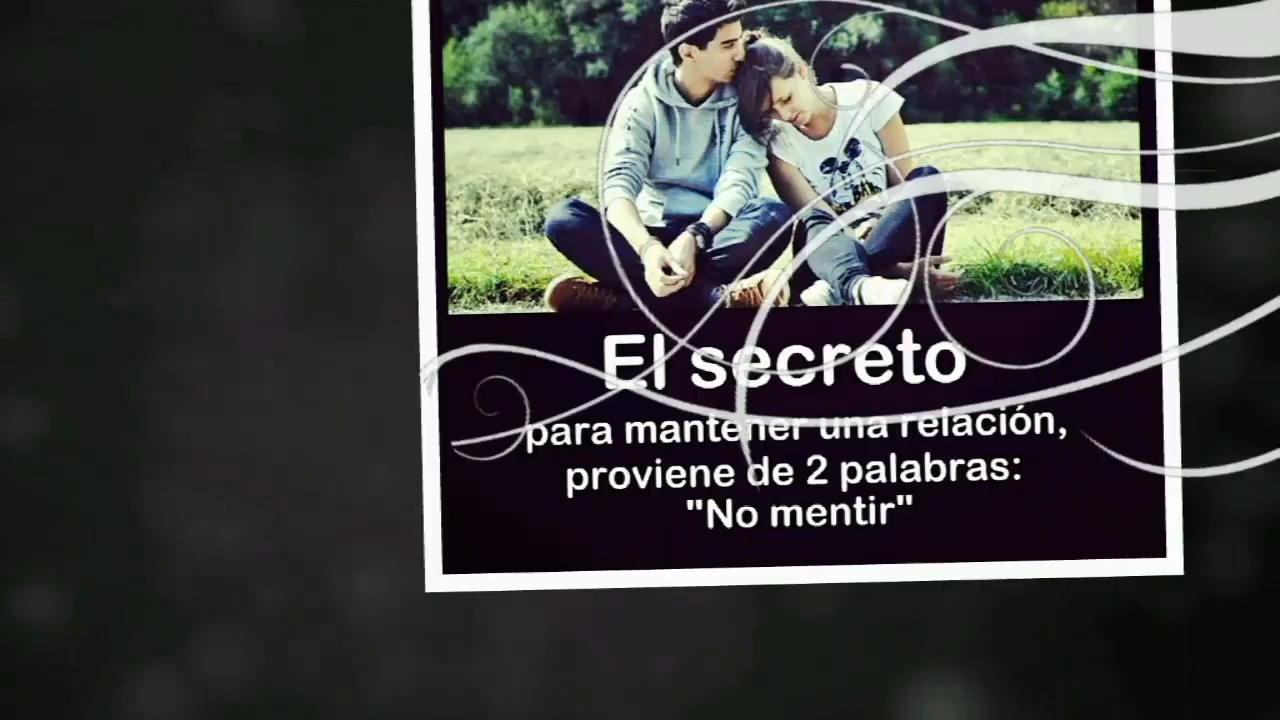 El secreto
para mantener una relación,
proviene de 2 palabras:
"No mentir"